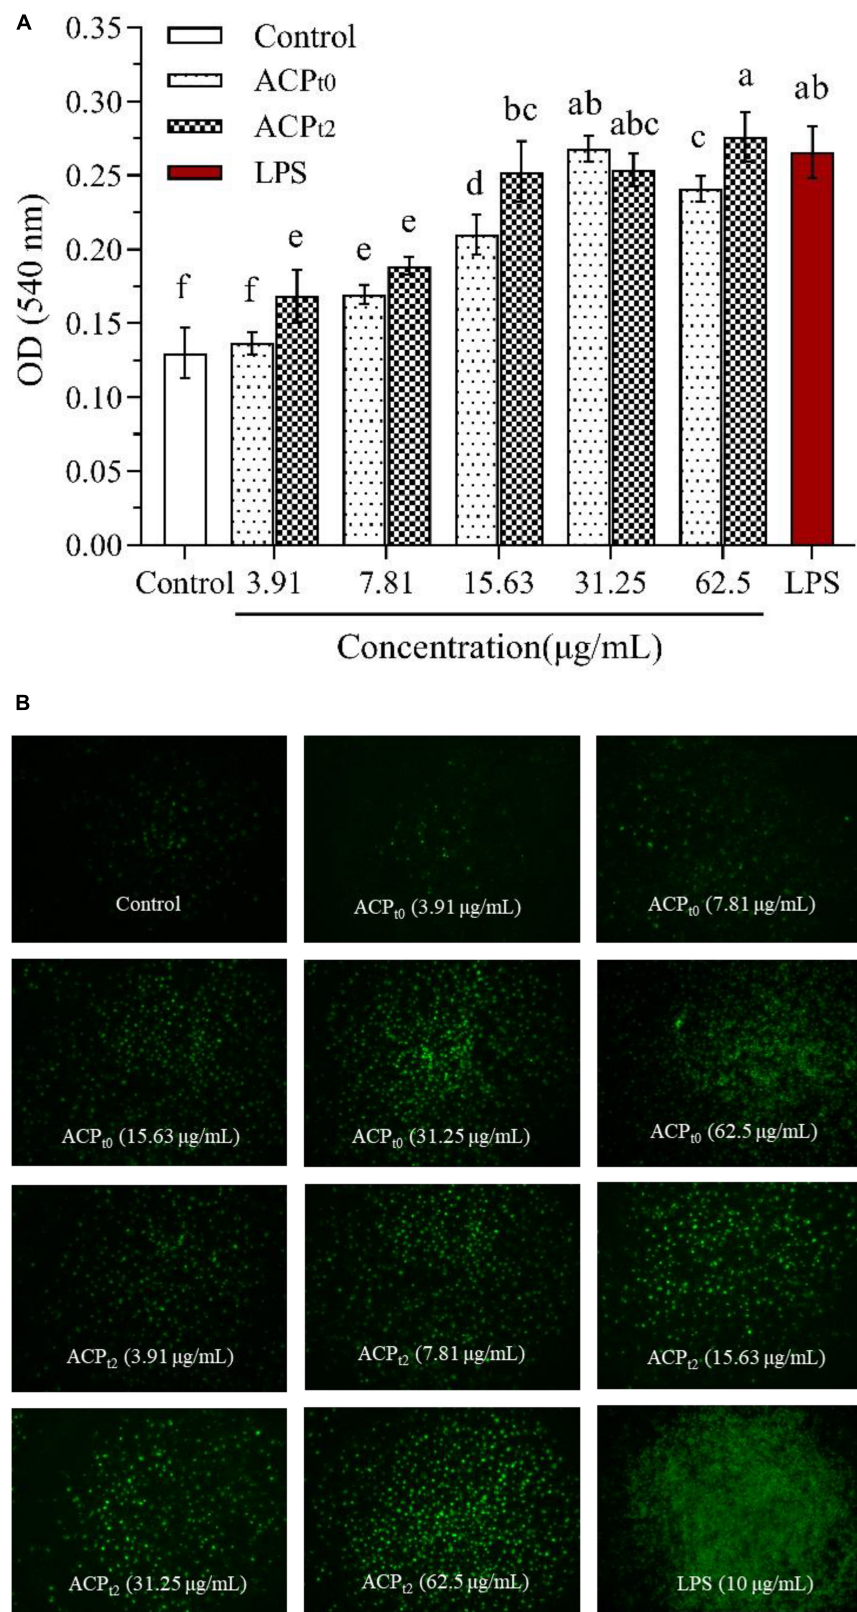 A
0.35
0.30
0.25
0.20
0.15
0.10
0.05
0.00
OD (540 nm)
Control
ACPt0
ACPt2
LPS
f
f
e
e
e
d
bc
ab
abc
c
a
ab
Control 3.91 7.81 15.63 31.25 62.5 LPS
Concentration(μg/mL)
B
Control
ACPt0 (3.91 μg/mL)
ACPt0 (7.81 μg/mL)
ACPt0 (15.63 μg/mL)
ACPt0 (31.25 μg/mL)
ACPt0 (62.5 μg/mL)
ACPt2 (3.91 μg/mL)
ACPt2 (7.81 μg/mL)
ACPt2 (15.63 μg/mL)
ACPt2 (31.25 μg/mL)
ACPt2 (62.5 μg/mL)
LPS (10 μg/mL)